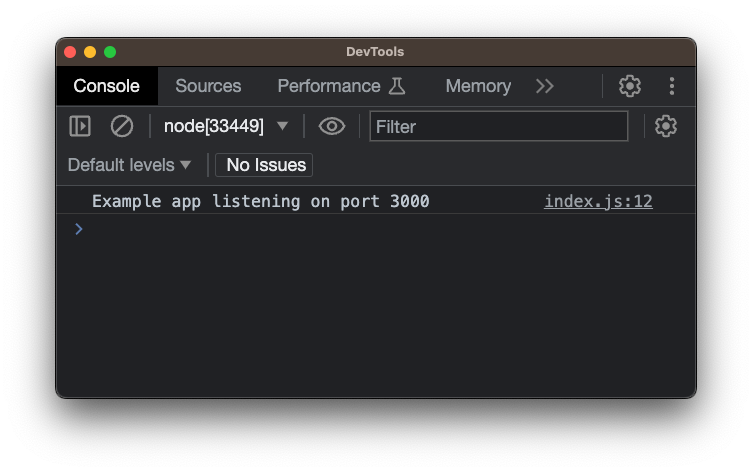 DevTools
Console Sources Performance Memory
node[33449] Filter
Default levels No Issues
Example app listening on port 3000 index.js:12